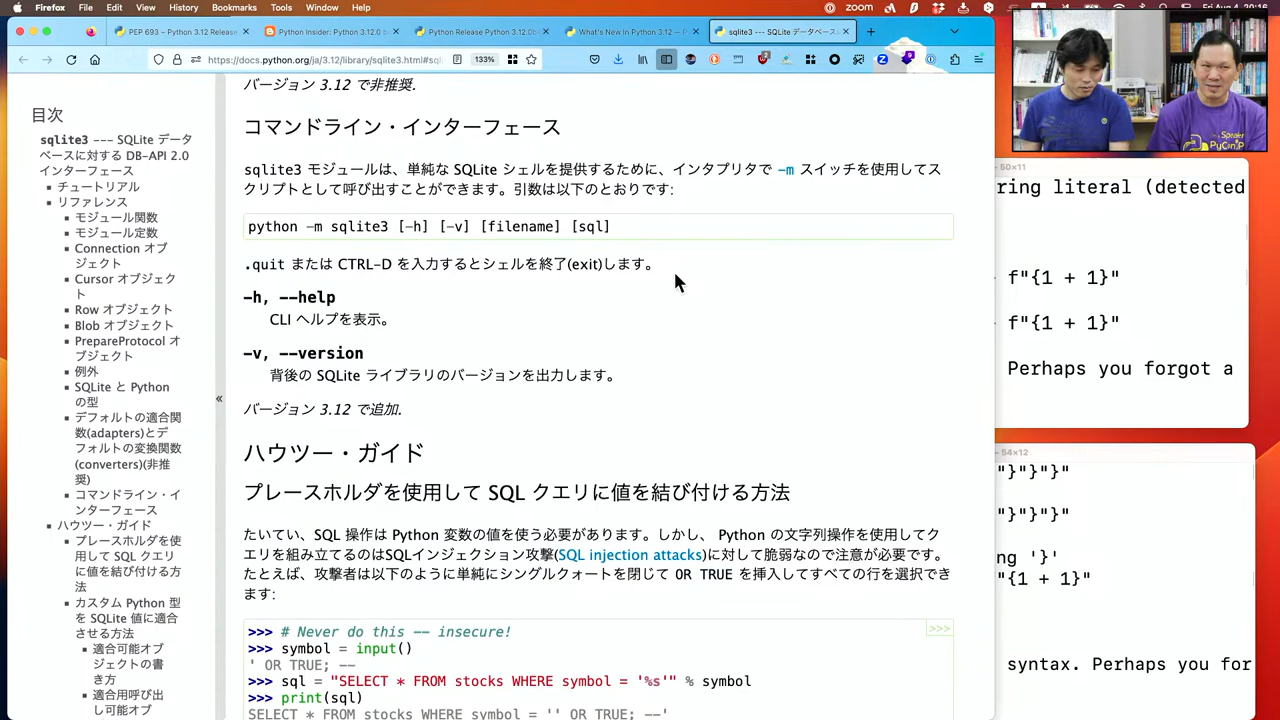 Firefox File Edit View History Bookmarks Tools Window Help
zoom
Fri Aug 4 20:16
PEP 693 – Python 3.12 Release
Python Insider: Python 3.12.0 b
Python Release Python 3.12.0b
What's New In Python 3.12 —
sqlite3 --- SQLite データベース
https://docs.python.org/ja/3.12/library/sqlite3.html#sql
133%
目次
sqlite3 --- SQLite データ
ベースに対する DB-API 2.0
インターフェース
チュートリアル
リファレンス
モジュール関数
モジュール定数
Connection オブ
ジェクト
Cursor オブジェク
ト
Row オブジェクト
Blob オブジェクト
PrepareProtocol オ
ブジェクト
例外
SQLite と Python
の型
デフォルトの適合関
数(adapters)とデ
フォルトの変換関数
(converters)(非推
奨)
コマンドライン・イ
ンターフェース
ハウツー・ガイド
プレースホルダを使
用して SQL クエリ
に値を結び付ける方
法
カスタム Python 型
を SQLite 値に適合
させる方法
適合可能オブ
ジェクトの書
き方
適合用呼び出
し可能オブ
«
バージョン 3.12 で非推奨.
コマンドライン・インターフェース
sqlite3 モジュールは、単純な SQLite シェルを提供するために、インタプリタで -m スイッチを使用してス
クリプトとして呼び出すことができます。引数は以下のとおりです:
python -m sqlite3 [-h] [-v] [filename] [sql]
.quit または CTRL-D を入力するとシェルを終了(exit)します。
-h, --help
CLI ヘルプを表示。
-v, --version
背後の SQLite ライブラリのバージョンを出力します。
バージョン 3.12 で追加.
ハウツー・ガイド
プレースホルダを使用して SQL クエリに値を結び付ける方法
たいてい、SQL 操作は Python 変数の値を使う必要があります。しかし、 Python の文字列操作を使用してク
エリを組み立てるのはSQLインジェクション攻撃(SQL injection attacks)に対して脆弱なので注意が必要です。
たとえば、攻撃者は以下のように単純にシングルクォートを閉じて OR TRUE を挿入してすべての行を選択でき
ます:
>>>
>>> # Never do this -- insecure!
>>> symbol = input()
' OR TRUE; --
>>> sql = "SELECT * FROM stocks WHERE symbol = '%s'" % symbol
>>> print(sql)
SELECT * FROM stocks WHERE symbol = '' OR TRUE; --'
50×11
ring literal (detected
f"{1 + 1}"
f"{1 + 1}"
Perhaps you forgot a
54×12
"}"}"}"
"}"}"}"
ng '}'
"{1 + 1}"
syntax. Perhaps you for
Speaker
PyCon JP